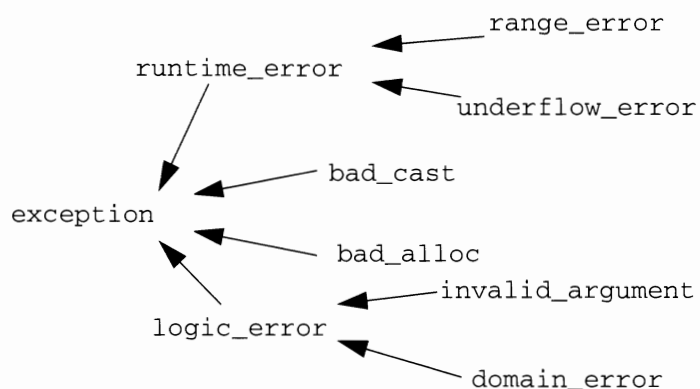 range_error
runtime_error
underflow_error
bad_cast
exception
bad_alloc
invalid_argument
logic_error
domain_error